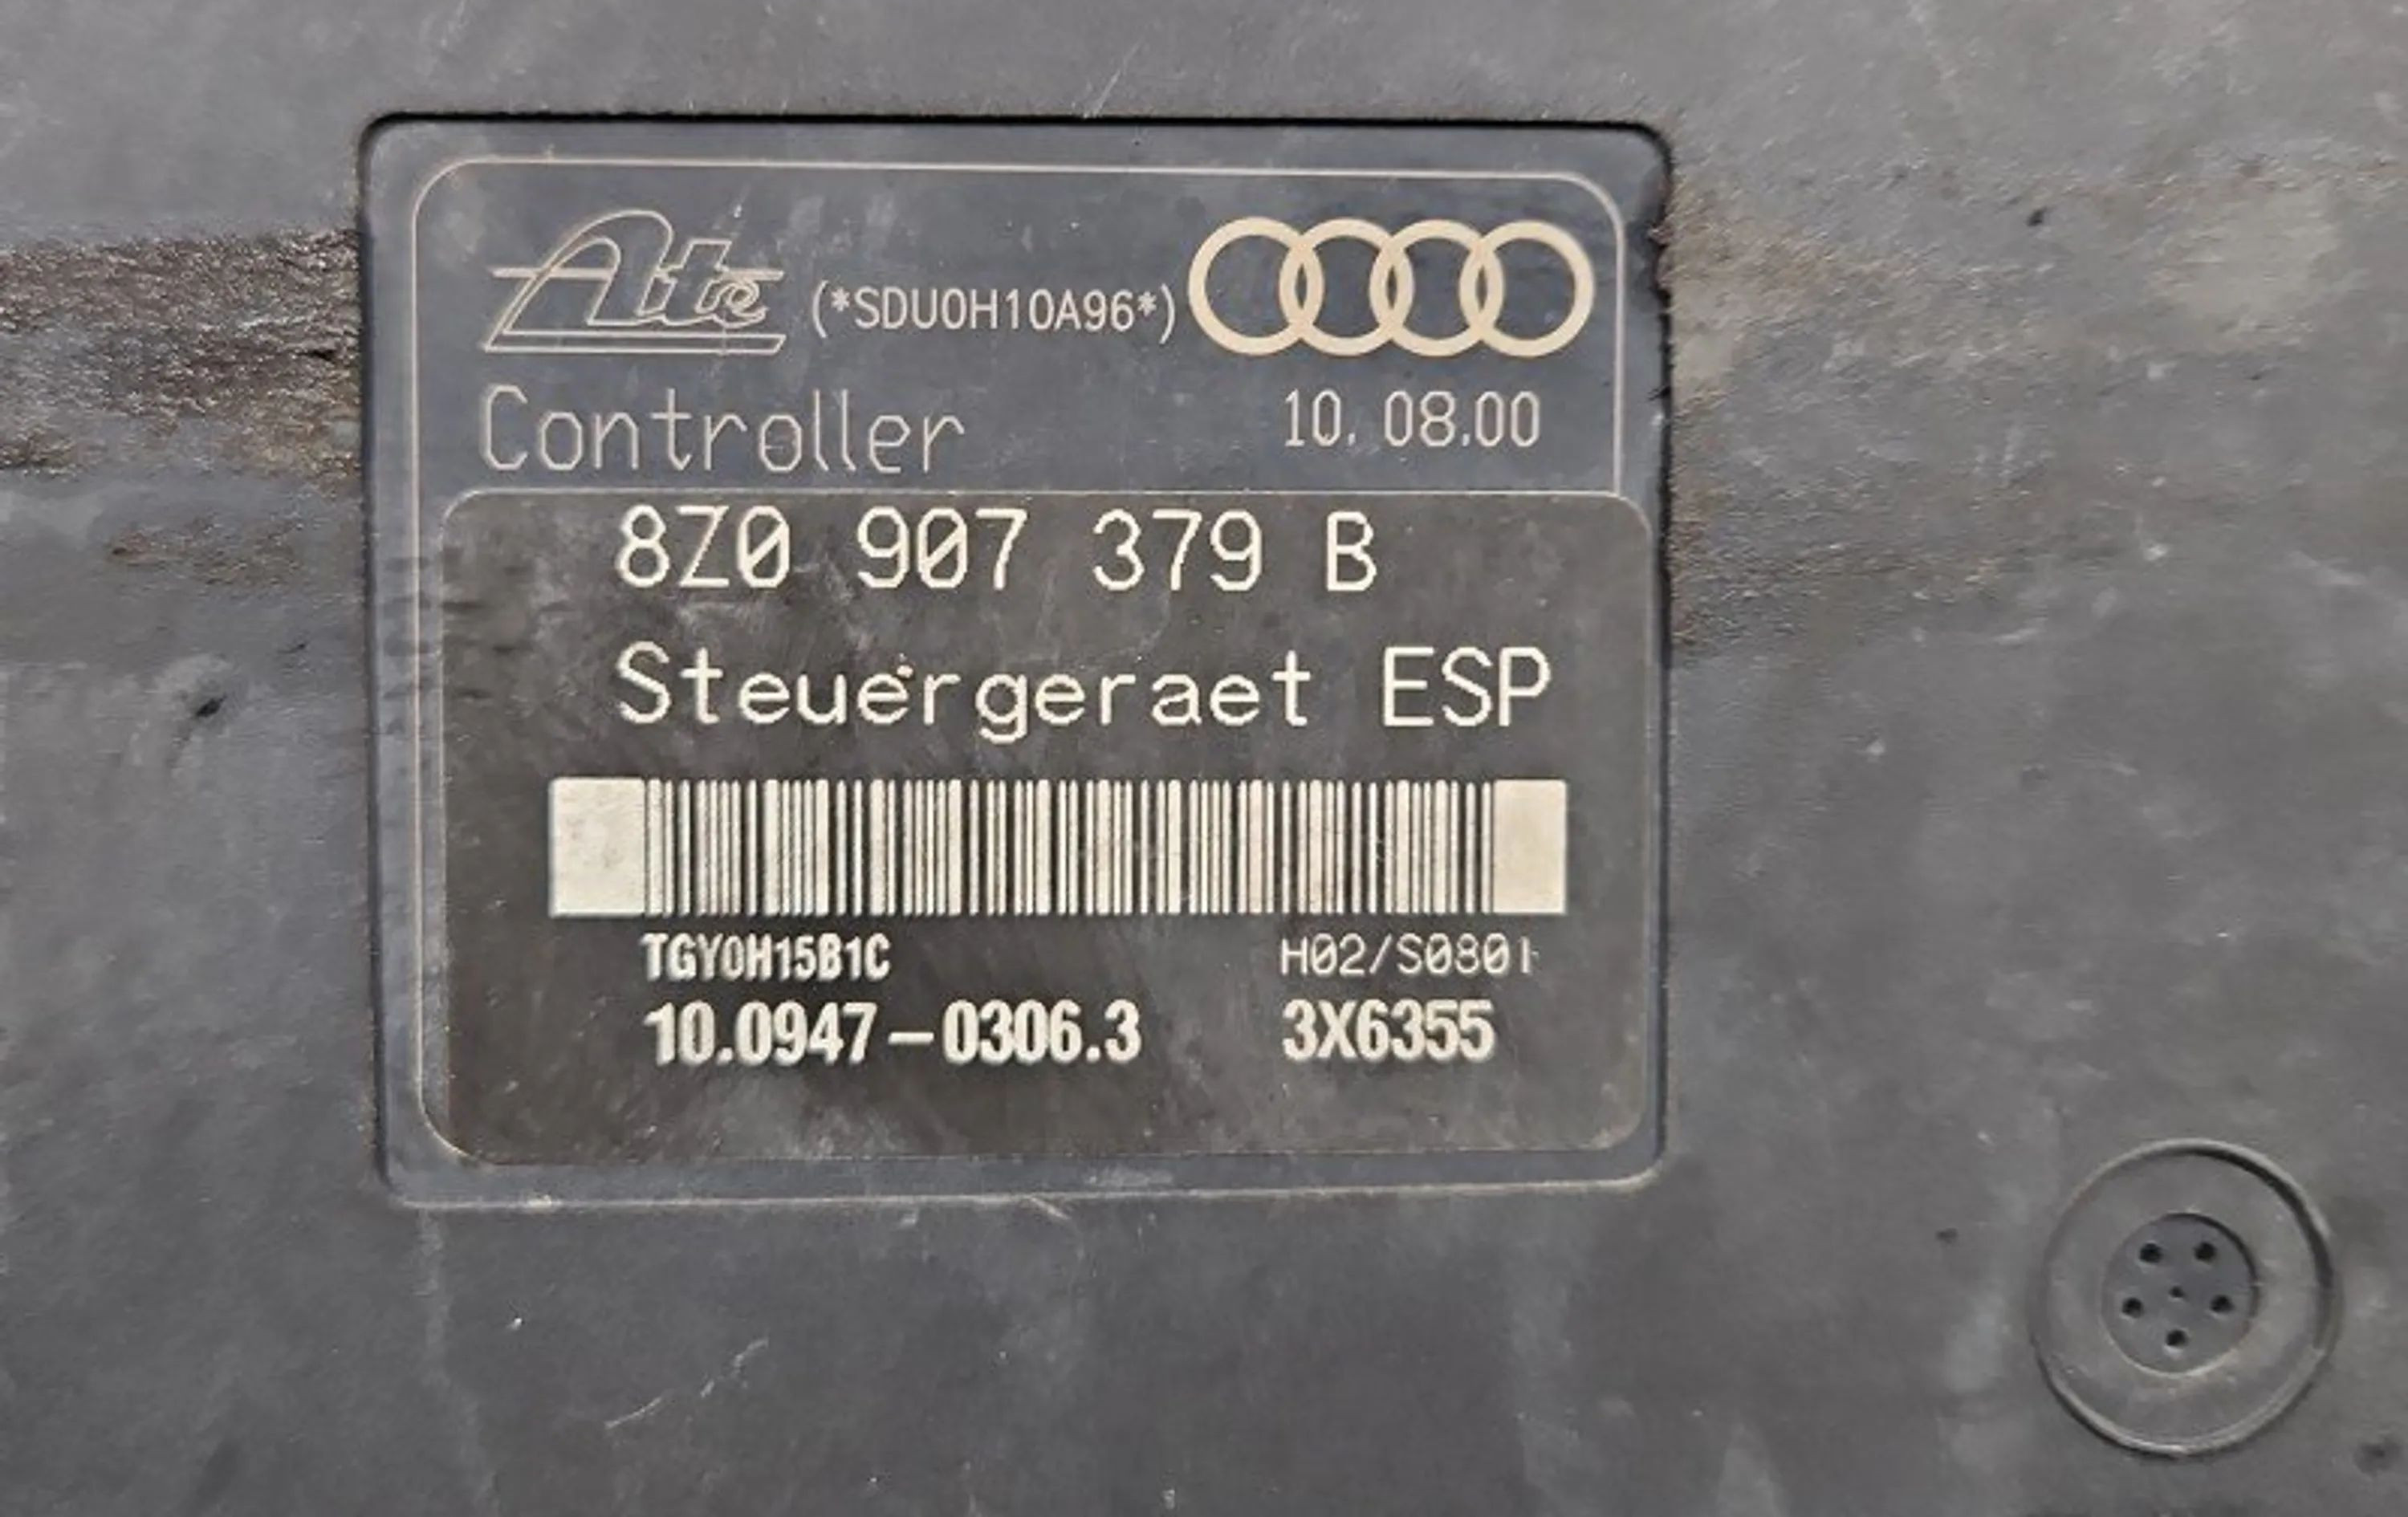 Ate (*SDU0H10A96*)
Controller 10.08.00
8Z0 907 379 B
Steuergeraet ESP
TGY0H15B1C H02/S0801
10.0947-0306.3 3X6355